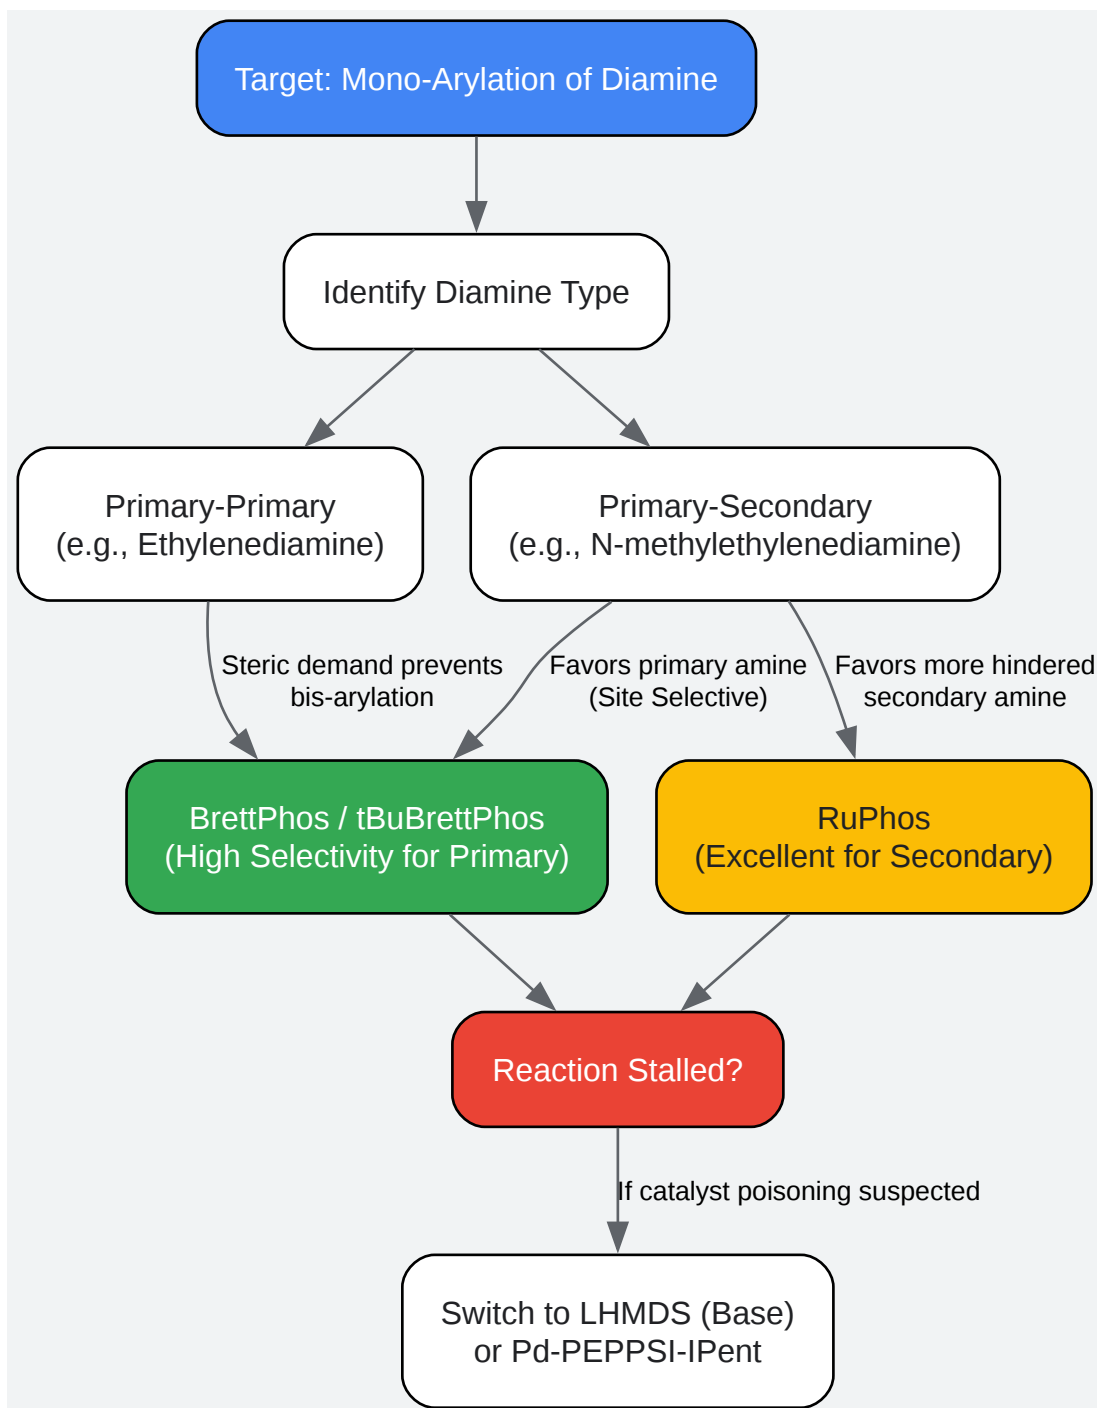 Target: Mono-Arylation of Diamine
Identify Diamine Type
Primary-Primary
(e.g., Ethylenediamine)
Primary-Secondary
(e.g., N-methylethylenediamine)
Steric demand prevents
bis-arylation
Favors primary amine
(Site Selective)
Favors more hindered
secondary amine
BrettPhos / tBuBrettPhos
(High Selectivity for Primary)
RuPhos
(Excellent for Secondary)
Reaction Stalled?
If catalyst poisoning suspected
Switch to LHMDS (Base)
or Pd-PEPPSI-IPent